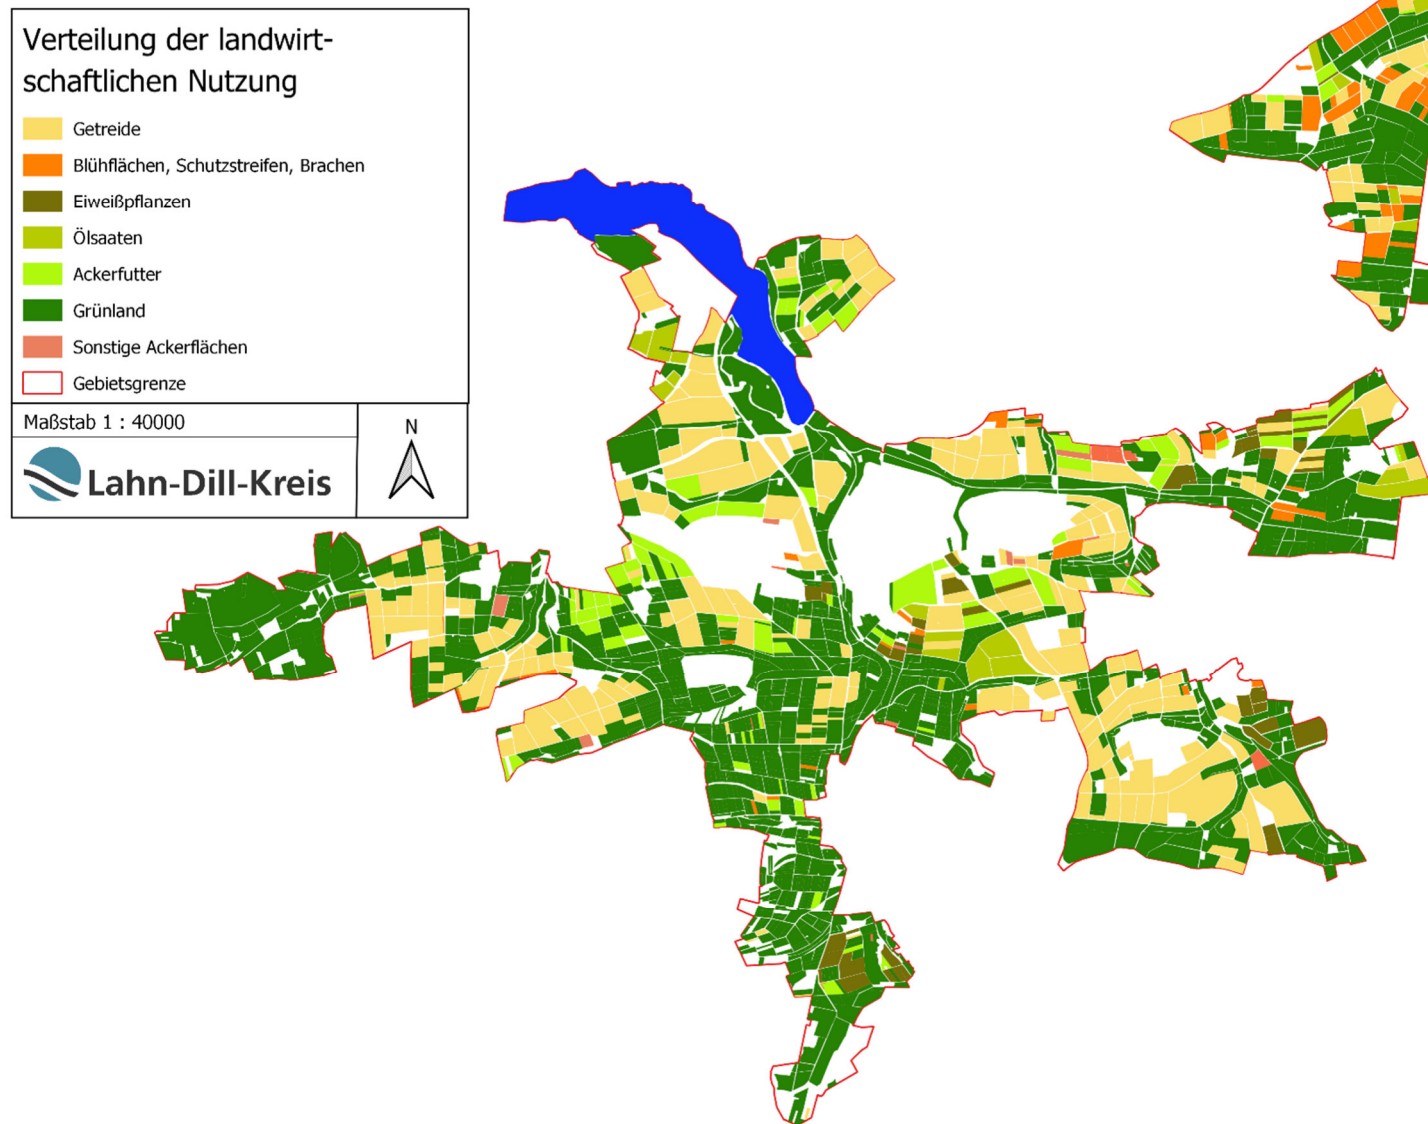 Verteilung der landwirt-
schaftlichen Nutzung
Getreide
Blühflächen, Schutzstreifen, Brachen
Eiweißpflanzen
Ölsaaten
Ackerfutter
Grünland
Sonstige Ackerflächen
Gebietsgrenze
Maßstab 1 : 40000
N
Lahn-Dill-Kreis